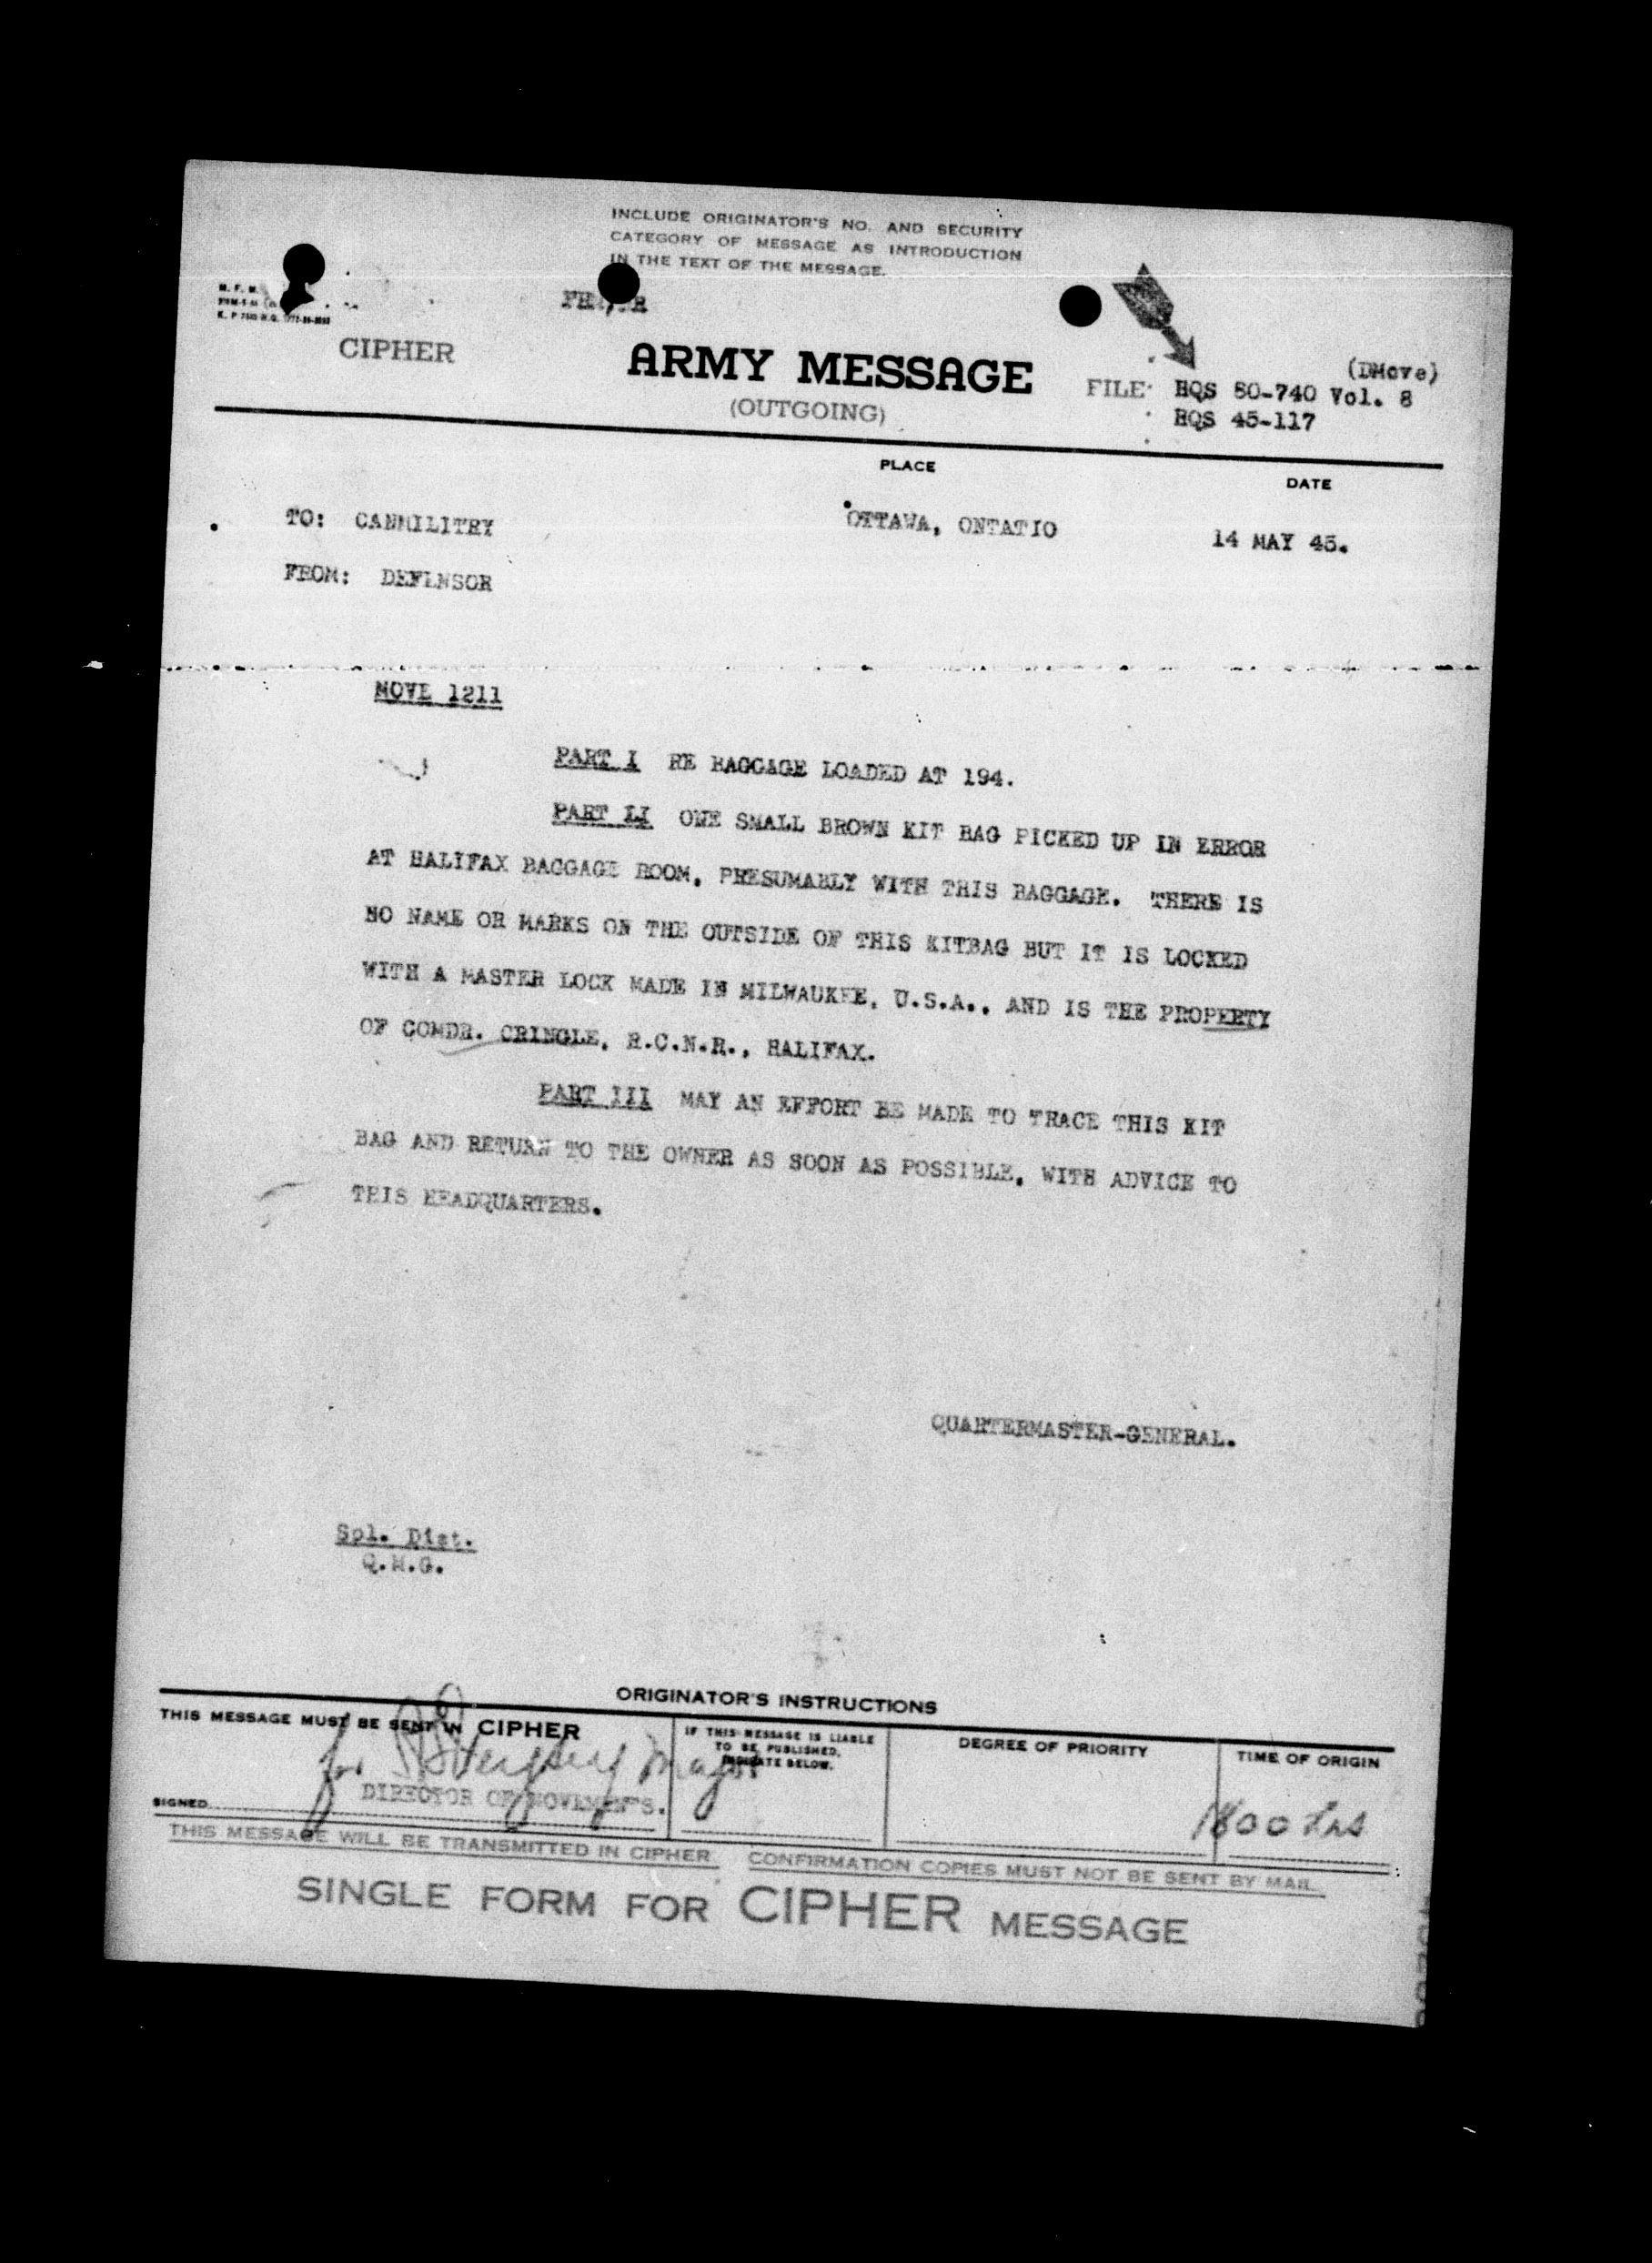 INCLUDE ORIGINATOR'S NO. AND SECURITY
CATEGORY OF MESSAGE AS INTRODUCTION
IN THE TEXT OF THE MESSAGE.
CIPHER
ARMY MESSAGE
(OUTGOING)
(DMove)
FILE HQS 80-740 Vol. 8
HQS 45-117
PLACE
DATE
TO: CANMILITRY
OTTAWA, ONTATIO
14 MAY 45.
FROM: DEFENSOR
MOVE 1211
PART I RE BAGGAGE LOADED AT 194.
PART II ONE SMALL BROWN KIT BAG PICKED UP IN ERROR
AT HALIFAX BAGGAGE ROOM, PRESUMABLY WITH THIS BAGGAGE. THERE IS
NO NAME OR MARKS ON THE OUTSIDE OF THIS KITBAG BUT IT IS LOCKED
WITH A MASTER LOCK MADE IN MILWAUKEE, U.S.A., AND IS THE PROPERTY
OF COMDR. CRINGLE, R.C.N.R., HALIFAX.
PART III MAY AN EFFORT BE MADE TO TRACE THIS KIT
BAG AND RETURN TO THE OWNER AS SOON AS POSSIBLE, WITH ADVICE TO
THIS HEADQUARTERS.
QUARTERMASTER-GENERAL.
Spl. Dist.
Q.M.G.
ORIGINATOR'S INSTRUCTIONS
THIS MESSAGE MUST BE SENT IN CIPHER
IF THIS MESSAGE IS LIABLE
TO BE PUBLISHED,
INDICATE BELOW.
DEGREE OF PRIORITY
TIME OF ORIGIN
for Major
DIRECTOR OF MOVEMENTS.
SIGNED
1800 hrs
THIS MESSAGE WILL BE TRANSMITTED IN CIPHER. CONFIRMATION COPIES MUST NOT BE SENT BY MAIL.
SINGLE FORM FOR CIPHER MESSAGE